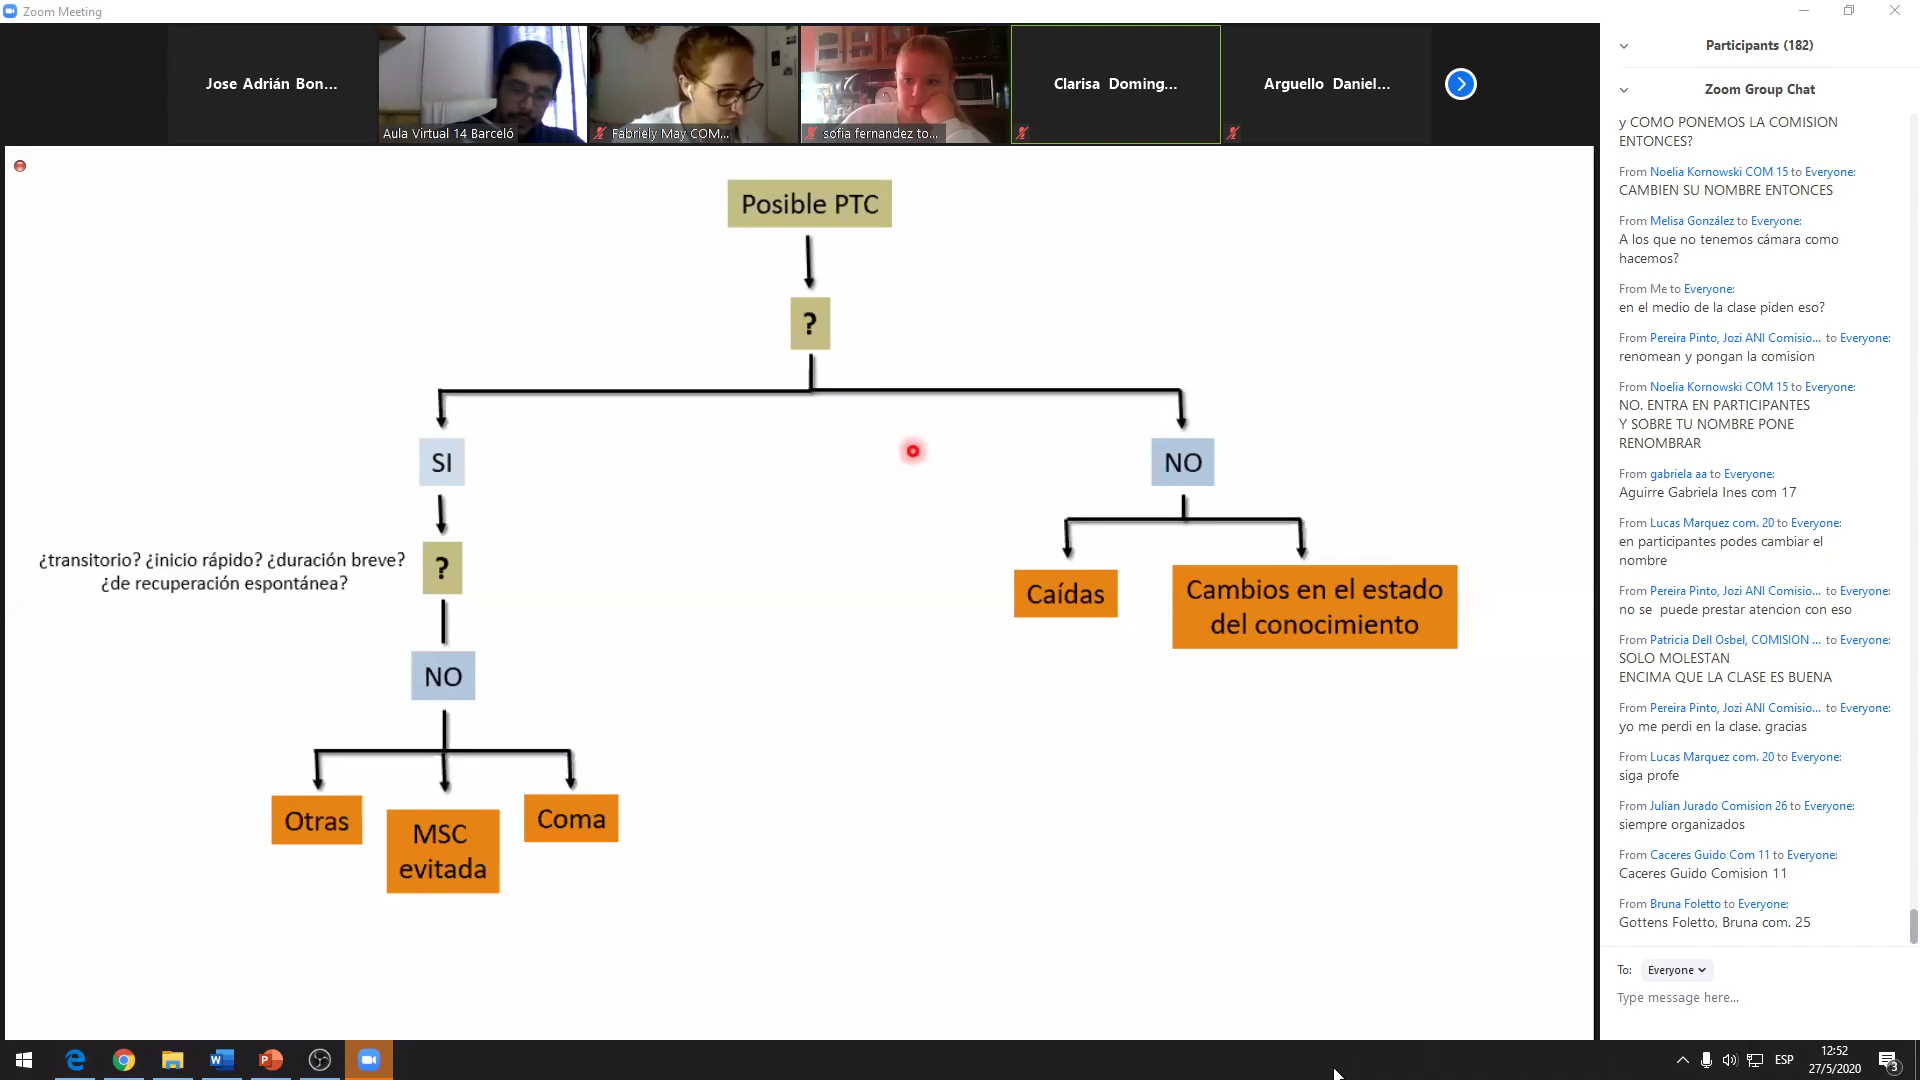 Zoom Meeting
Jose Adrián Bon...
Aula Virtual 14 Barceló
Fabriely May COM...
sofia fernandez to...
Clarisa Doming...
Arguello Daniel...
Posible PTC
?
SI
NO
¿transitorio? ¿inicio rápido? ¿duración breve?
¿de recuperación espontánea?
?
Caídas
Cambios en el estado
del conocimiento
NO
Otras
MSC
evitada
Coma
Participants (182)
Zoom Group Chat
y COMO PONEMOS LA COMISION
ENTONCES?
From Noelia Kornowski COM 15 to Everyone:
CAMBIEN SU NOMBRE ENTONCES
From Melisa González to Everyone:
A los que no tenemos cámara como
hacemos?
From Me to Everyone:
en el medio de la clase piden eso?
From Pereira Pinto, Jozi ANI Comisio... to Everyone:
renomean y pongan la comision
From Noelia Kornowski COM 15 to Everyone:
NO. ENTRA EN PARTICIPANTES
Y SOBRE TU NOMBRE PONE
RENOMBRAR
From gabriela aa to Everyone:
Aguirre Gabriela Ines com 17
From Lucas Marquez com. 20 to Everyone:
en participantes podes cambiar el
nombre
From Pereira Pinto, Jozi ANI Comisio... to Everyone:
no se puede prestar atencion con eso
From Patricia Dell Osbel, COMISION ... to Everyone:
SOLO MOLESTAN
ENCIMA QUE LA CLASE ES BUENA
From Pereira Pinto, Jozi ANI Comisio... to Everyone:
yo me perdi en la clase. gracias
From Lucas Marquez com. 20 to Everyone:
siga profe
From Julian Jurado Comision 26 to Everyone:
siempre organizados
From Caceres Guido Com 11 to Everyone:
Caceres Guido Comision 11
From Bruna Foletto to Everyone:
Gottens Foletto, Bruna com. 25
To: Everyone
Type message here...
ESP
12:52
27/5/2020
3